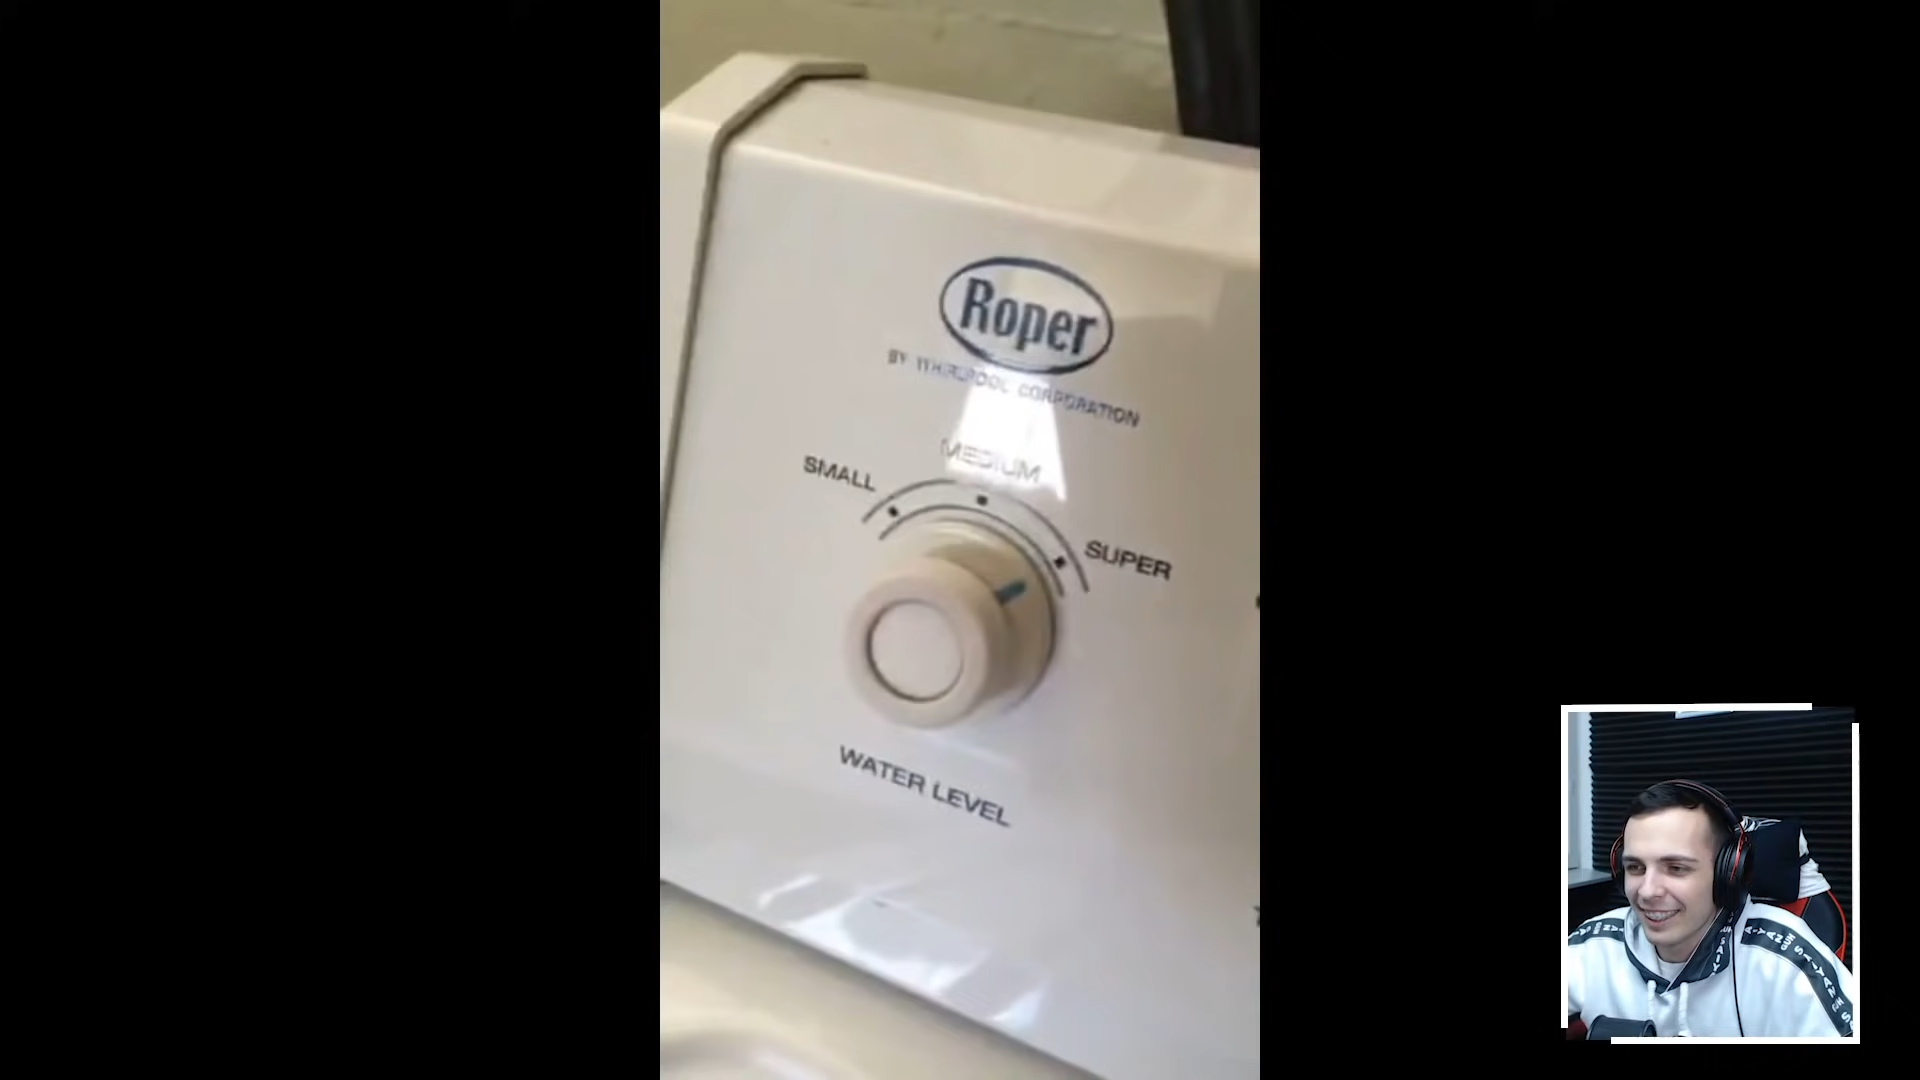 Roper
BY WHIRLPOOL CORPORATION
MEDIUM
SMALL
SUPER
WATER LEVEL